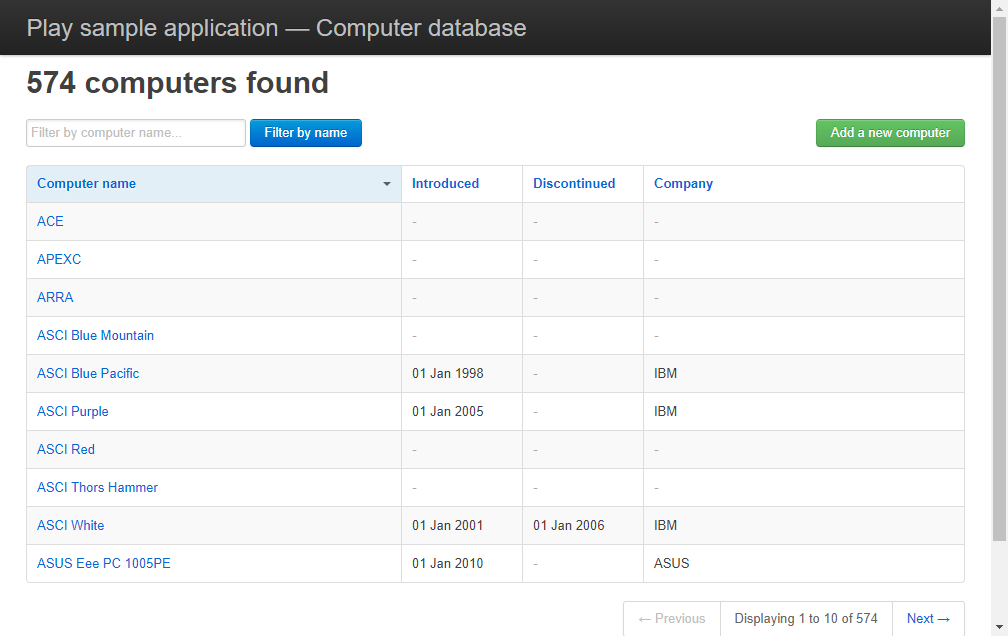 Play sample application — Computer database
574 computers found
Filter by computer name... Filter by name Add a new computer
Computer name Introduced Discontinued Company
ACE - - -
APEXC - - -
ARRA - - -
ASCI Blue Mountain - - -
ASCI Blue Pacific 01 Jan 1998 - IBM
ASCI Purple 01 Jan 2005 - IBM
ASCI Red - - -
ASCI Thors Hammer - - -
ASCI White 01 Jan 2001 01 Jan 2006 IBM
ASUS Eee PC 1005PE 01 Jan 2010 - ASUS
← Previous Displaying 1 to 10 of 574 Next →